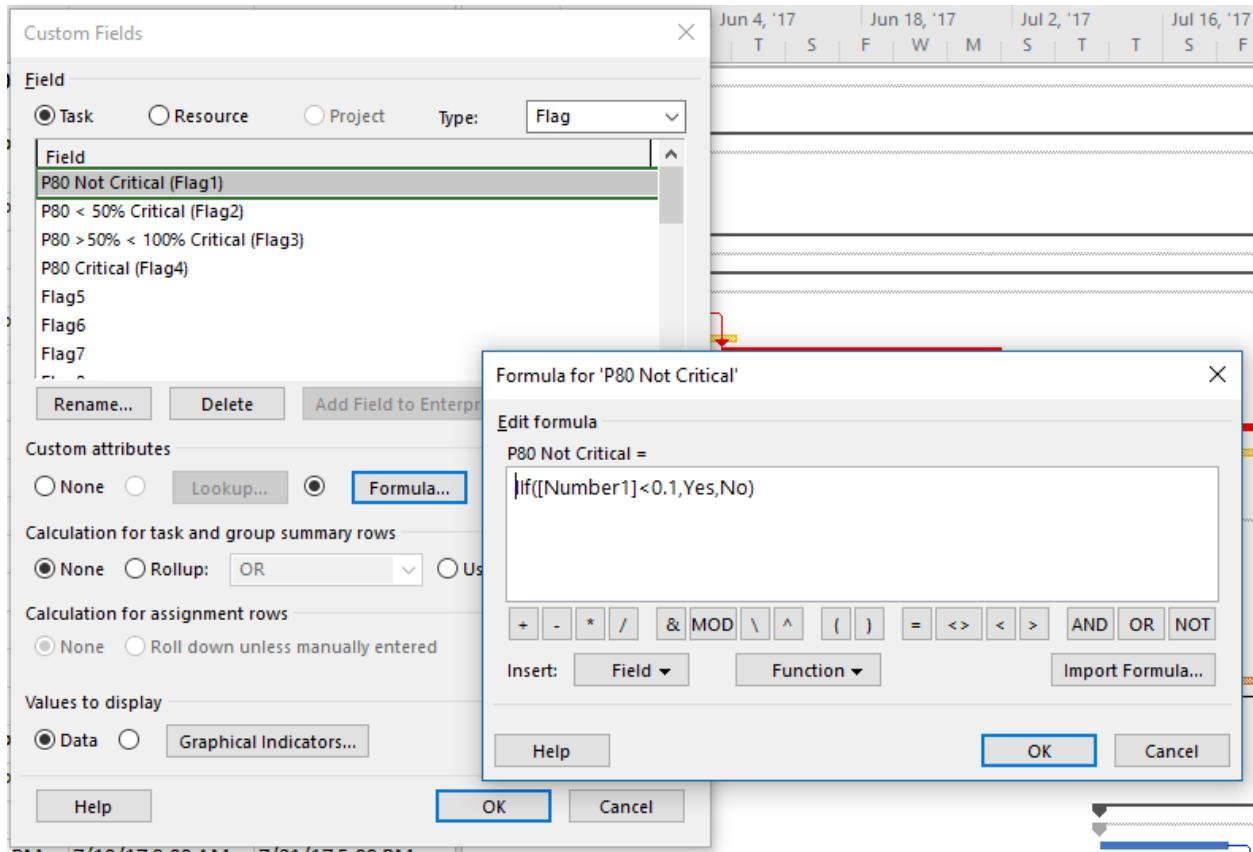 Custom Fields
Jun 4, '17 Jun 18, '17 Jul 2, '17 Jul 16, '17
T S F W M S T T S F
Field
Task Resource Project Type: Flag
Field
P80 Not Critical (Flag1)
P80 < 50% Critical (Flag2)
P80 >50% < 100% Critical (Flag3)
P80 Critical (Flag4)
Flag5
Flag6
Flag7
Rename... Delete Add Field to Enterpr
Custom attributes
None Lookup... Formula...
Calculation for task and group summary rows
None Rollup: OR Us
Calculation for assignment rows
None Roll down unless manually entered
Values to display
Data Graphical Indicators...
Help OK Cancel
Formula for 'P80 Not Critical'
Edit formula
P80 Not Critical =
IIf([Number1]<0.1,Yes,No)
+ - * / & MOD \ ^ ( ) = <> < > AND OR NOT
Insert: Field Function Import Formula...
Help OK Cancel